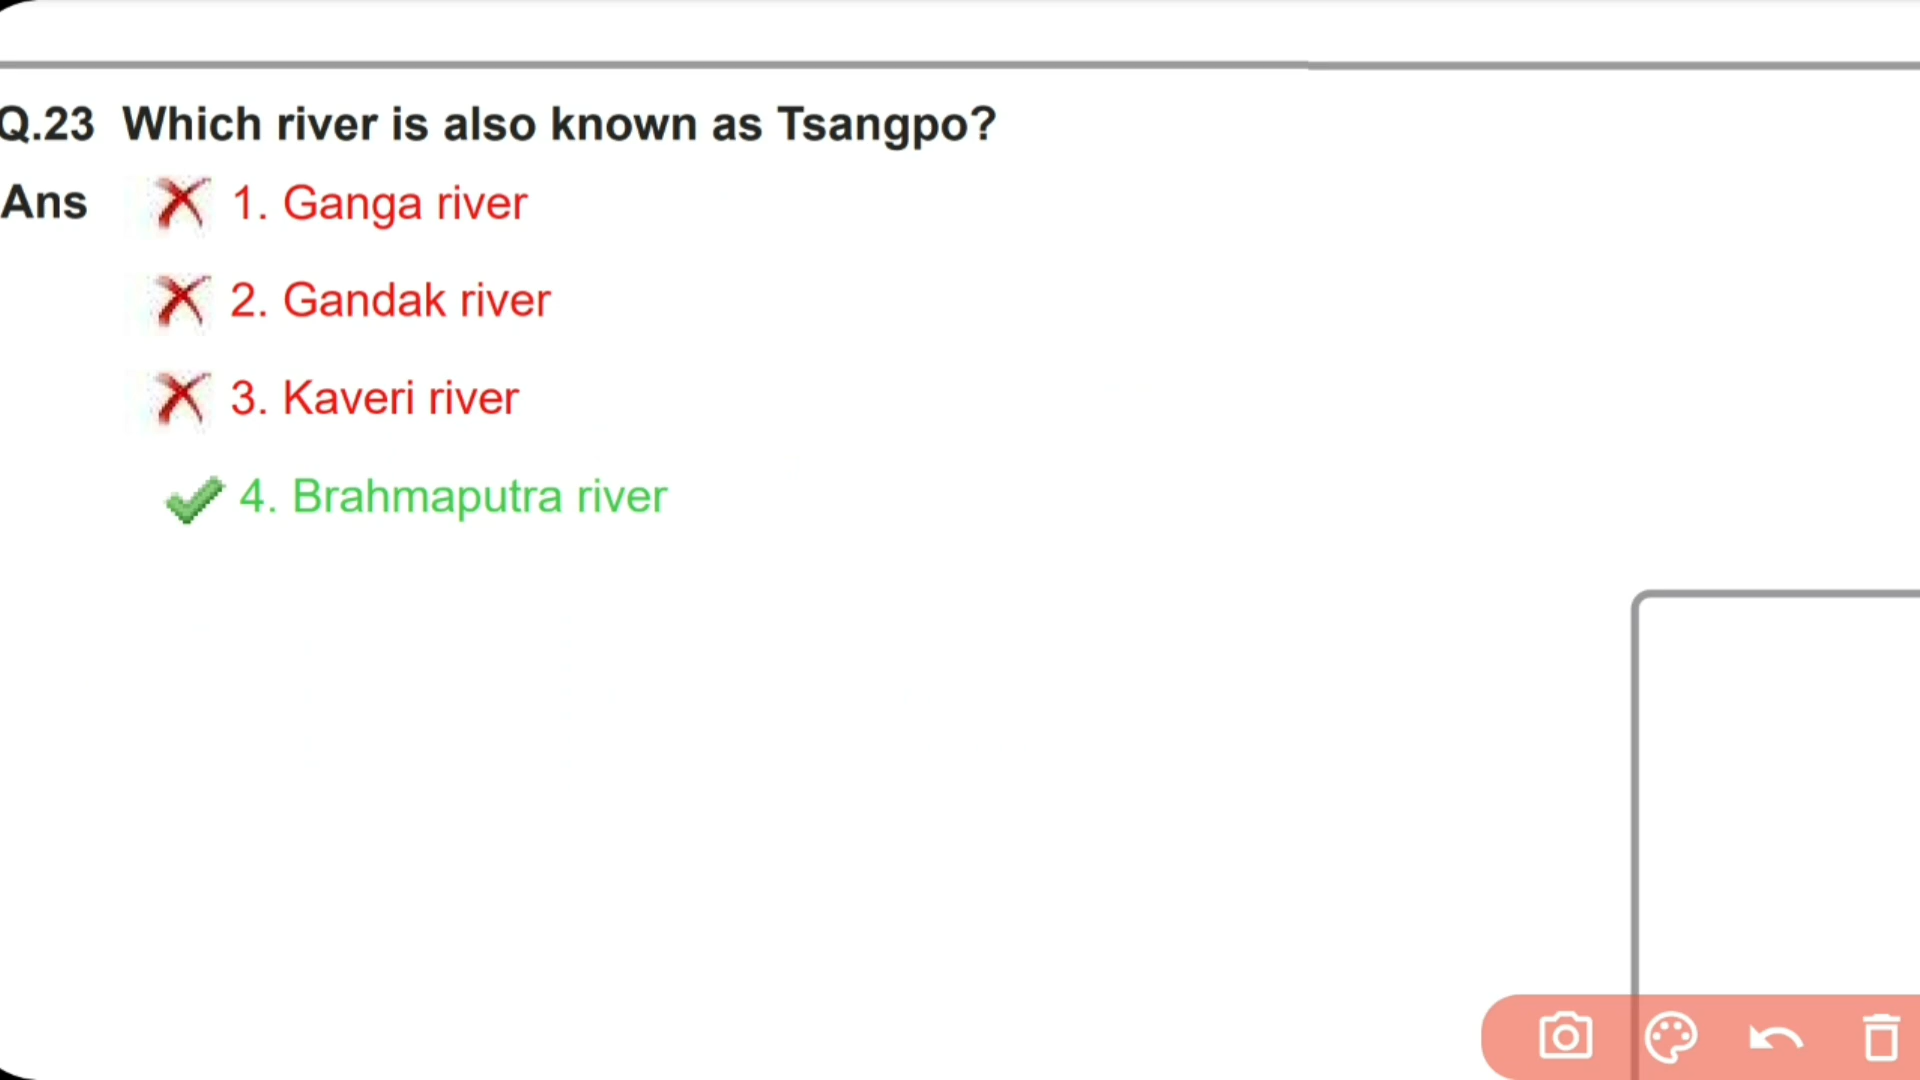 Q.23 Which river is also known as Tsangpo?
Ans 1. Ganga river
2. Gandak river
3. Kaveri river
4. Brahmaputra river